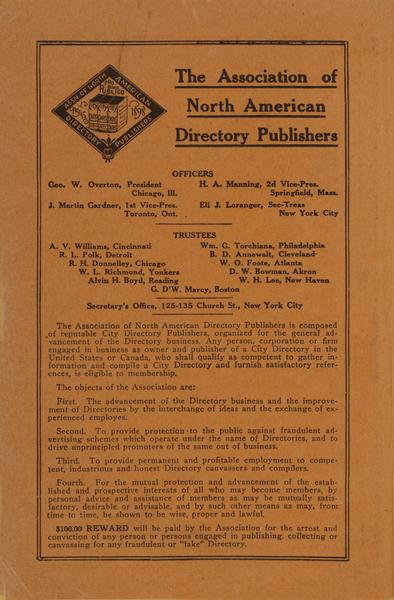 ASSN OF NORTH AMERICAN
PRO BONO
PUBLICO
1898
DIRECTORY PUBLISHERS
The Association of
North American
Directory Publishers
OFFICERS
Geo. W. Overton, President
Chicago, Ill.
H. A. Manning, 2d Vice-Pres.
Springfield, Mass.
J. Martin Gardner, 1st Vice-Pres.
Toronto, Ont.
Eli J. Loranger, Sec-Treas
New York City
TRUSTEES
A. V. Williams, Cincinnati
Wm. G. Torchiana, Philadelphia
R. L. Polk, Detroit
B. D. Annewalt, Cleveland
R. H. Donnelley, Chicago
W. O. Foote, Atlanta
W. L. Richmond, Yonkers
D. W. Bowman, Akron
Alvin H. Boyd, Reading
W. H. Lee, New Haven
G. D'W. Marcy, Boston
Secretary's Office, 125-135 Church St., New York City
The Association of North American Directory Publishers is composed
of reputable City Directory Publishers, organized for the general ad-
vancement of the Directory business. Any person, corporation or firm
engaged in business as owner and publisher of a City Directory in the
United States or Canada, who shall qualify as competent to gather in-
formation and compile a City Directory and furnish satisfactory refer-
ences, is eligible to membership.
The objects of the Association are:
First. The advancement of the Directory business and the improve-
ment of Directories by the interchange of ideas and the exchange of ex-
perienced employes.
Second. To provide protection to the public against fraudulent ad-
vertising schemes which operate under the name of Directories, and to
drive unprincipled promoters of the same out of business.
Third. To provide permanent and profitable employment to compe-
tent, industrious and honest Directory canvassers and compilers.
Fourth. For the mutual protection and advancement of the estab-
lished and prospective interests of all who may become members, by
personal advice and assistance of members as may be mutually satis-
factory, desirable or advisable, and by such other means as may, from
time to time, be shown to be wise, proper and lawful.
$100.00 REWARD will be paid by the Association for the arrest and
conviction of any person or persons engaged in publishing, collecting or
canvassing for any fraudulent or "fake" Directory.